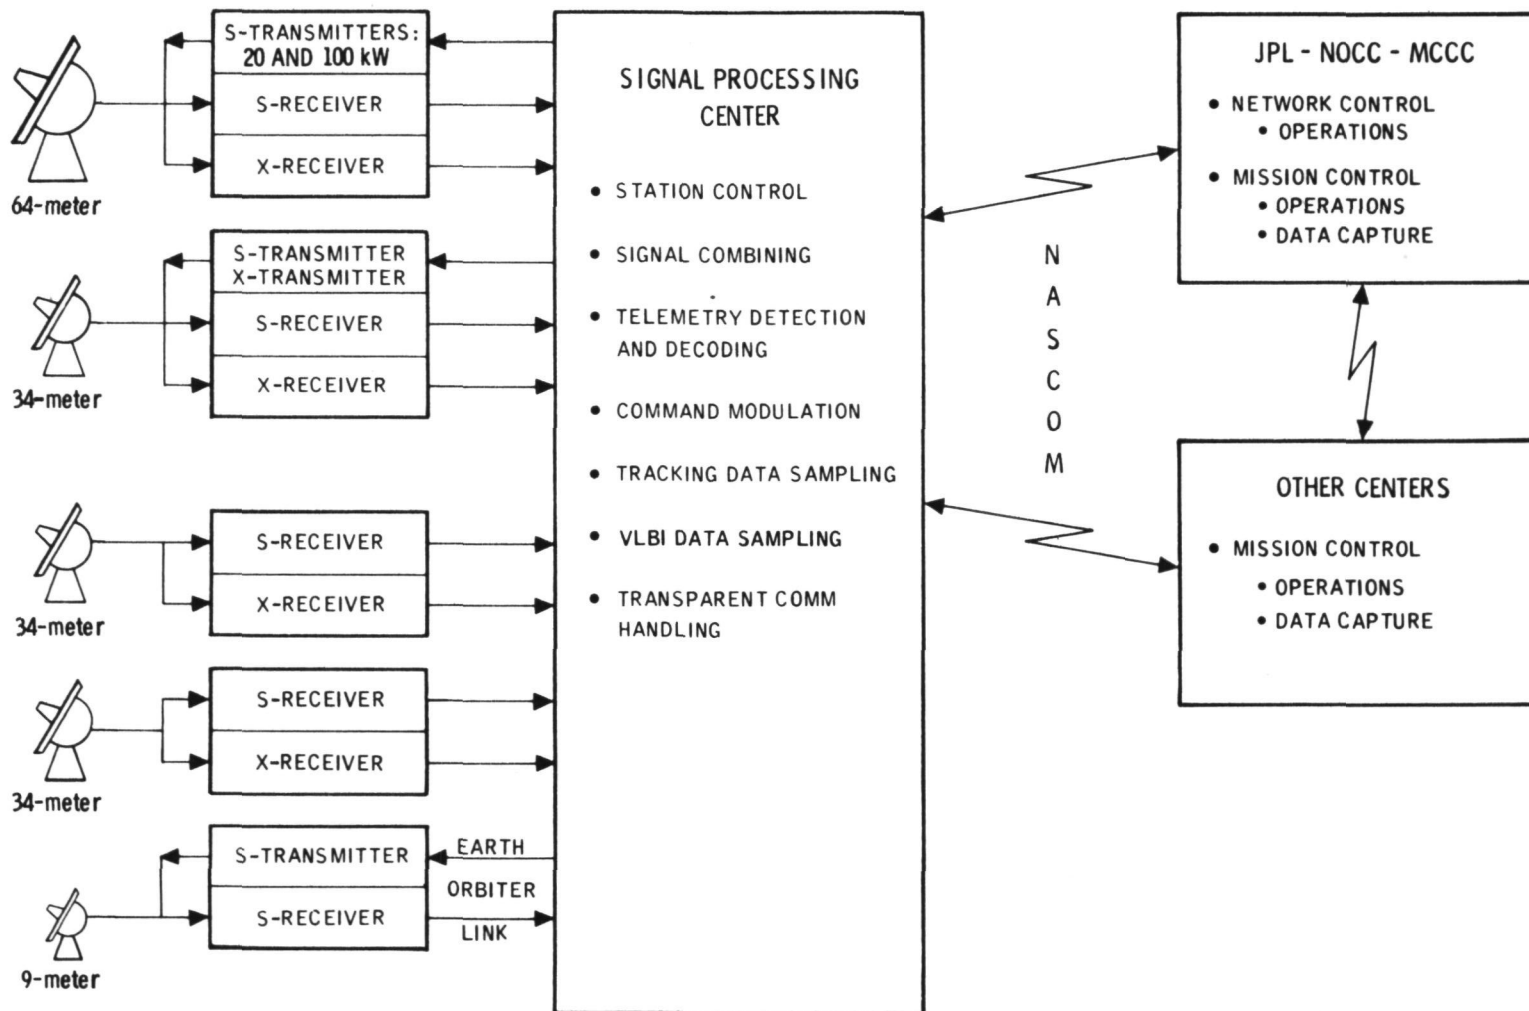 S-TRANSMITTERS:
20 AND 100 kW
S-RECEIVER
X-RECEIVER
64-meter
S-TRANSMITTER
X-TRANSMITTER
S-RECEIVER
X-RECEIVER
34-meter
S-RECEIVER
X-RECEIVER
34-meter
S-RECEIVER
X-RECEIVER
34-meter
S-TRANSMITTER
S-RECEIVER
9-meter
EARTH
ORBITER
LINK
SIGNAL PROCESSING
CENTER
• STATION CONTROL
• SIGNAL COMBINING
• TELEMETRY DETECTION
AND DECODING
• COMMAND MODULATION
• TRACKING DATA SAMPLING
• VLBI DATA SAMPLING
• TRANSPARENT COMM
HANDLING
NASCOM
JPL - NOCC - MCCC
• NETWORK CONTROL
• OPERATIONS
• MISSION CONTROL
• OPERATIONS
• DATA CAPTURE
OTHER CENTERS
• MISSION CONTROL
• OPERATIONS
• DATA CAPTURE